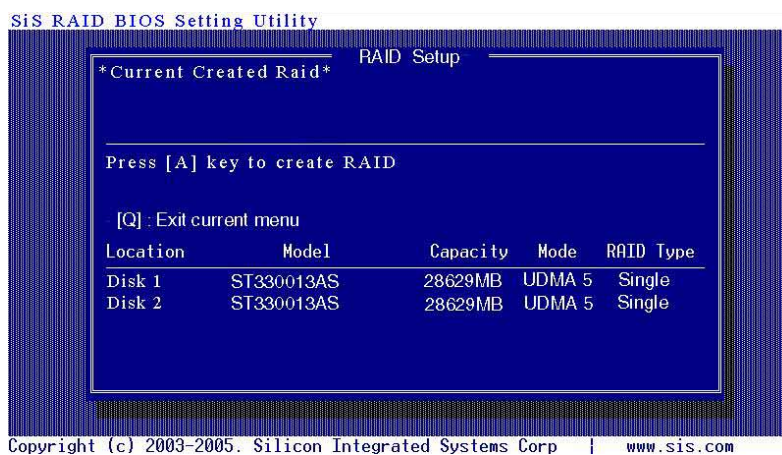 SiS RAID BIOS Setting Utility
RAID Setup
*Current Created Raid*
Press [A] key to create RAID
[Q] : Exit current menu
Location Model Capacity Mode RAID Type
Disk 1 ST330013AS 28629MB UDMA 5 Single
Disk 2 ST330013AS 28629MB UDMA 5 Single
Copyright (c) 2003-2005. Silicon Integrated Systems Corp | www.sis.com